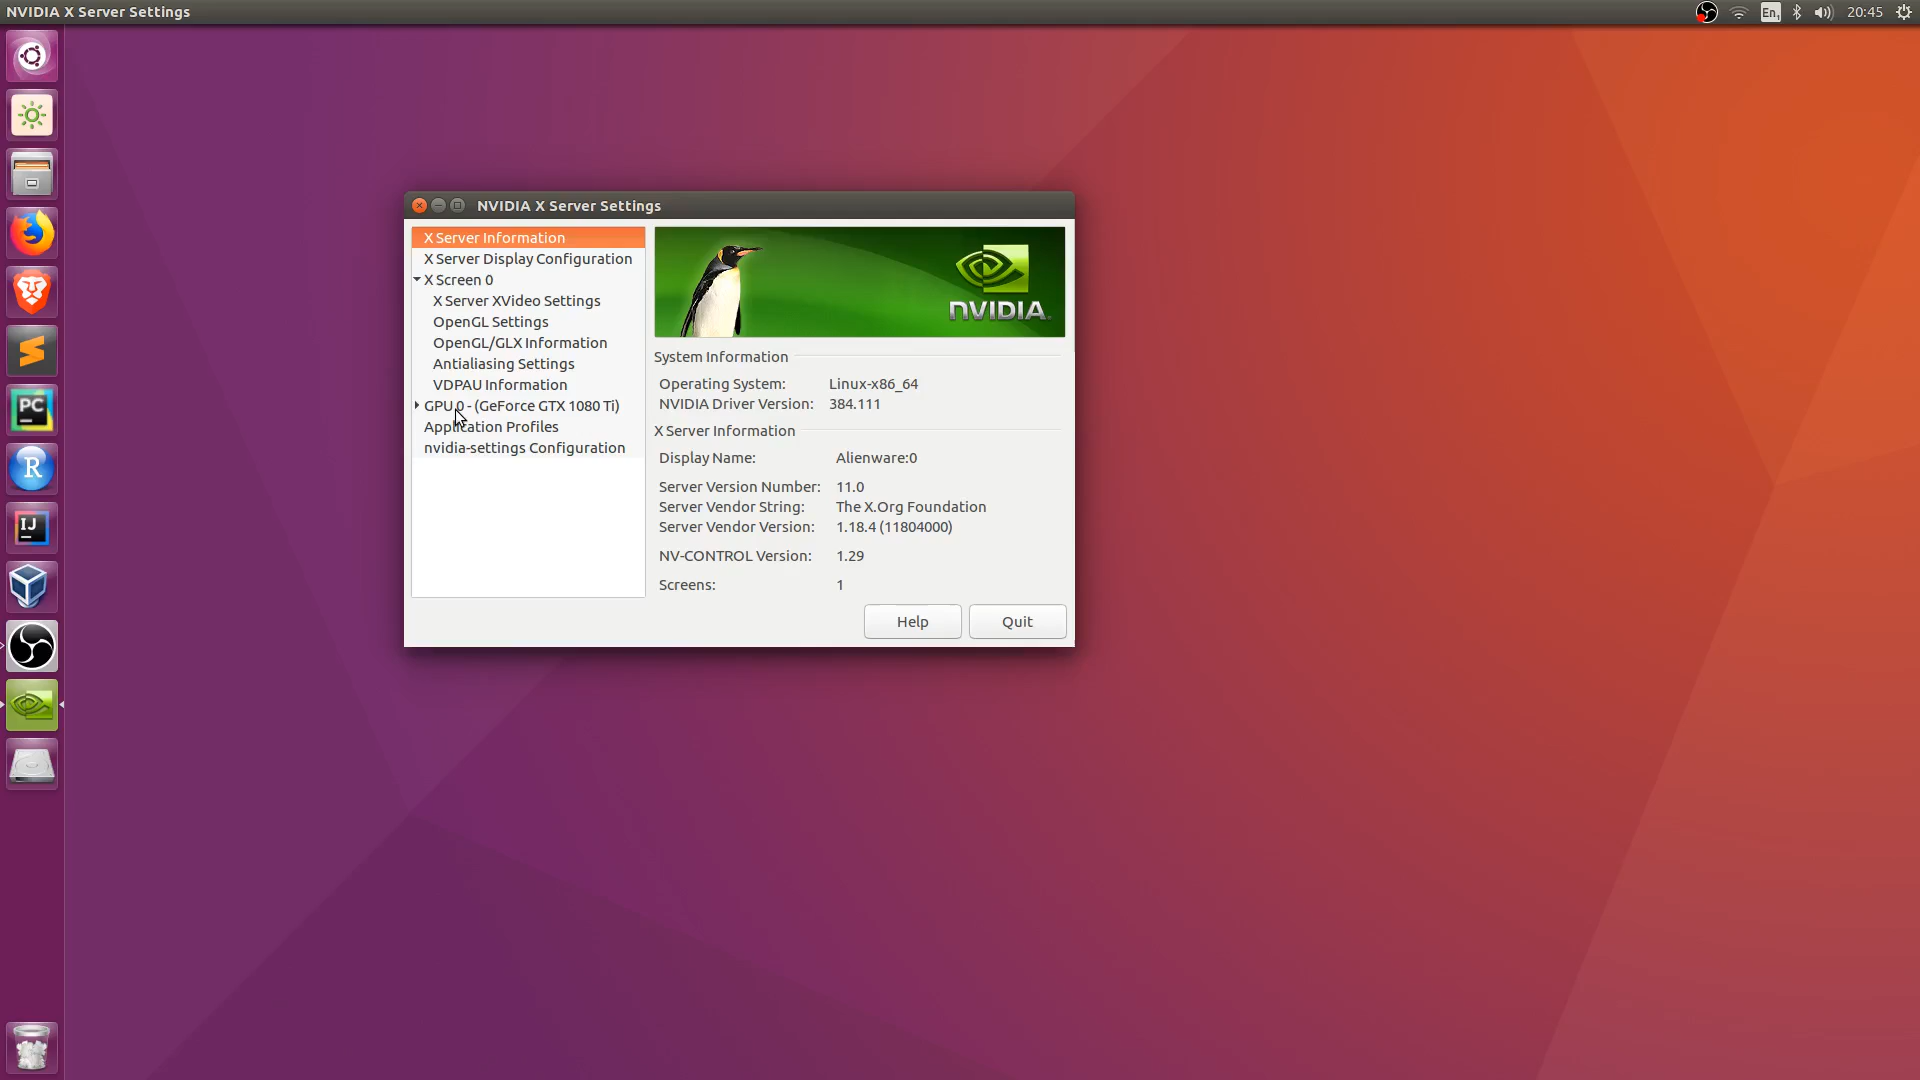 NVIDIA X Server Settings
En1
20:45
NVIDIA X Server Settings
X Server Information
X Server Display Configuration
X Screen 0
X Server XVideo Settings
OpenGL Settings
OpenGL/GLX Information
Antialiasing Settings
VDPAU Information
GPU 0 - (GeForce GTX 1080 Ti)
Application Profiles
nvidia-settings Configuration
NVIDIA.
System Information
Operating System: Linux-x86_64
NVIDIA Driver Version: 384.111
X Server Information
Display Name: Alienware:0
Server Version Number: 11.0
Server Vendor String: The X.Org Foundation
Server Vendor Version: 1.18.4 (11804000)
NV-CONTROL Version: 1.29
Screens: 1
Help Quit
PC
R
IJ